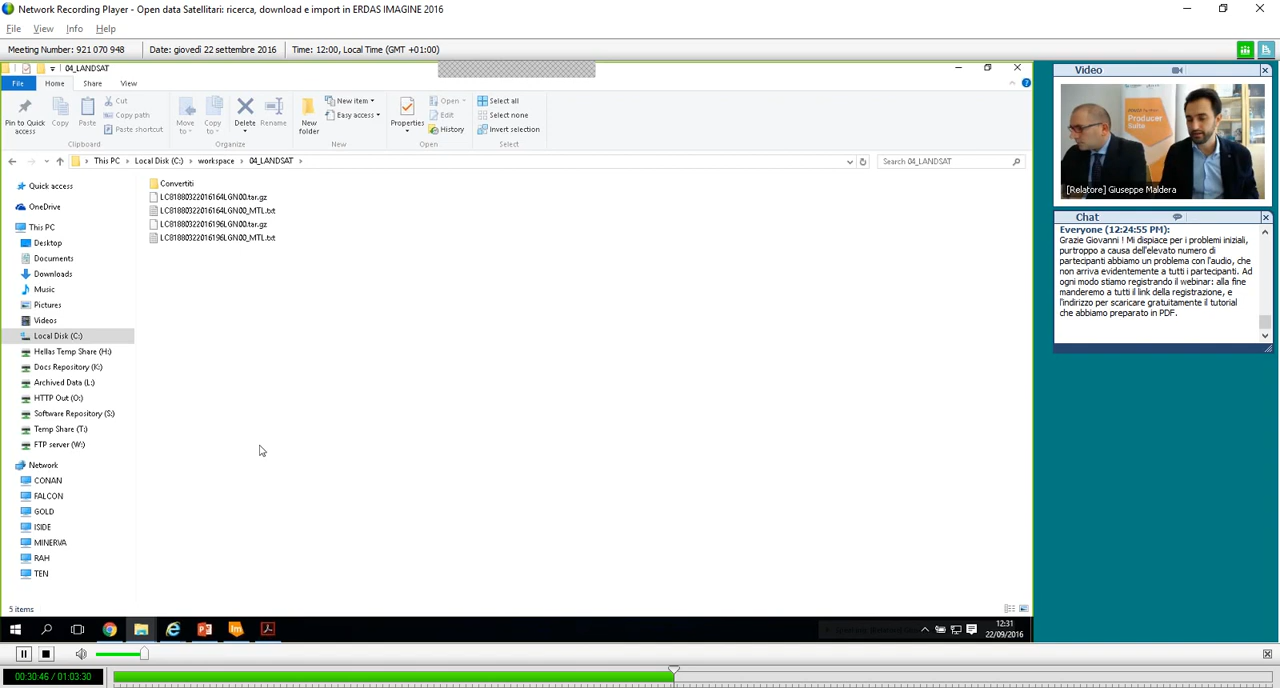 Network Recording Player - Open data Satellitari: ricerca, download e import in ERDAS IMAGINE 2016
File View Info Help
Meeting Number: 921 070 948 Date: giovedì 22 settembre 2016 Time: 12:00, Local Time (GMT +01:00)
04_LANDSAT
File Home Share View
Pin to Quick access
Copy
Paste
Cut
Copy path
Paste shortcut
Clipboard
Move to
Copy to
Delete
Rename
Organize
New folder
New item
Easy access
New
Properties
Open
Edit
History
Open
Select all
Select none
Invert selection
Select
This PC Local Disk (C:) workspace 04_LANDSAT
Search 04_LANDSAT
Quick access
OneDrive
This PC
Desktop
Downloads
Documents
Music
Pictures
Videos
Local Disk (C:)
Hellas Temp Share (H:)
Docs Repository (K:)
Archived Data (L:)
HTTP Out (O:)
Software Repository (S:)
Temp Share (T:)
FTP server (W:)
Network
CONAN
FALCON
GOLD
ISIDE
MINERVA
RAH
TEN
Convertiti
LC81880322016164LGN00.tar.gz
LC81880322016164LGN00_MTL.txt
LC81880322016196LGN00.tar.gz
LC81880322016196LGN00_MTL.txt
5 items
12:31
22/09/2016
Video
Producer
Suite
[Relatore] Giuseppe Maldera
Chat
Everyone (12:24:55 PM):
Grazie Giovanni ! Mi dispiace per i problemi iniziali,
purtroppo a causa dell'elevato numero di
partecipanti abbiamo un problema con l'audio, che
non arriva evidentemente a tutti i partecipanti. Ad
ogni modo stiamo registrando il webinar: alla fine
manderemo a tutti il link della registrazione, e
l'indirizzo per scaricare gratuitamente il tutorial
che abbiamo preparato in PDF.
00:30:46 / 01:03:30